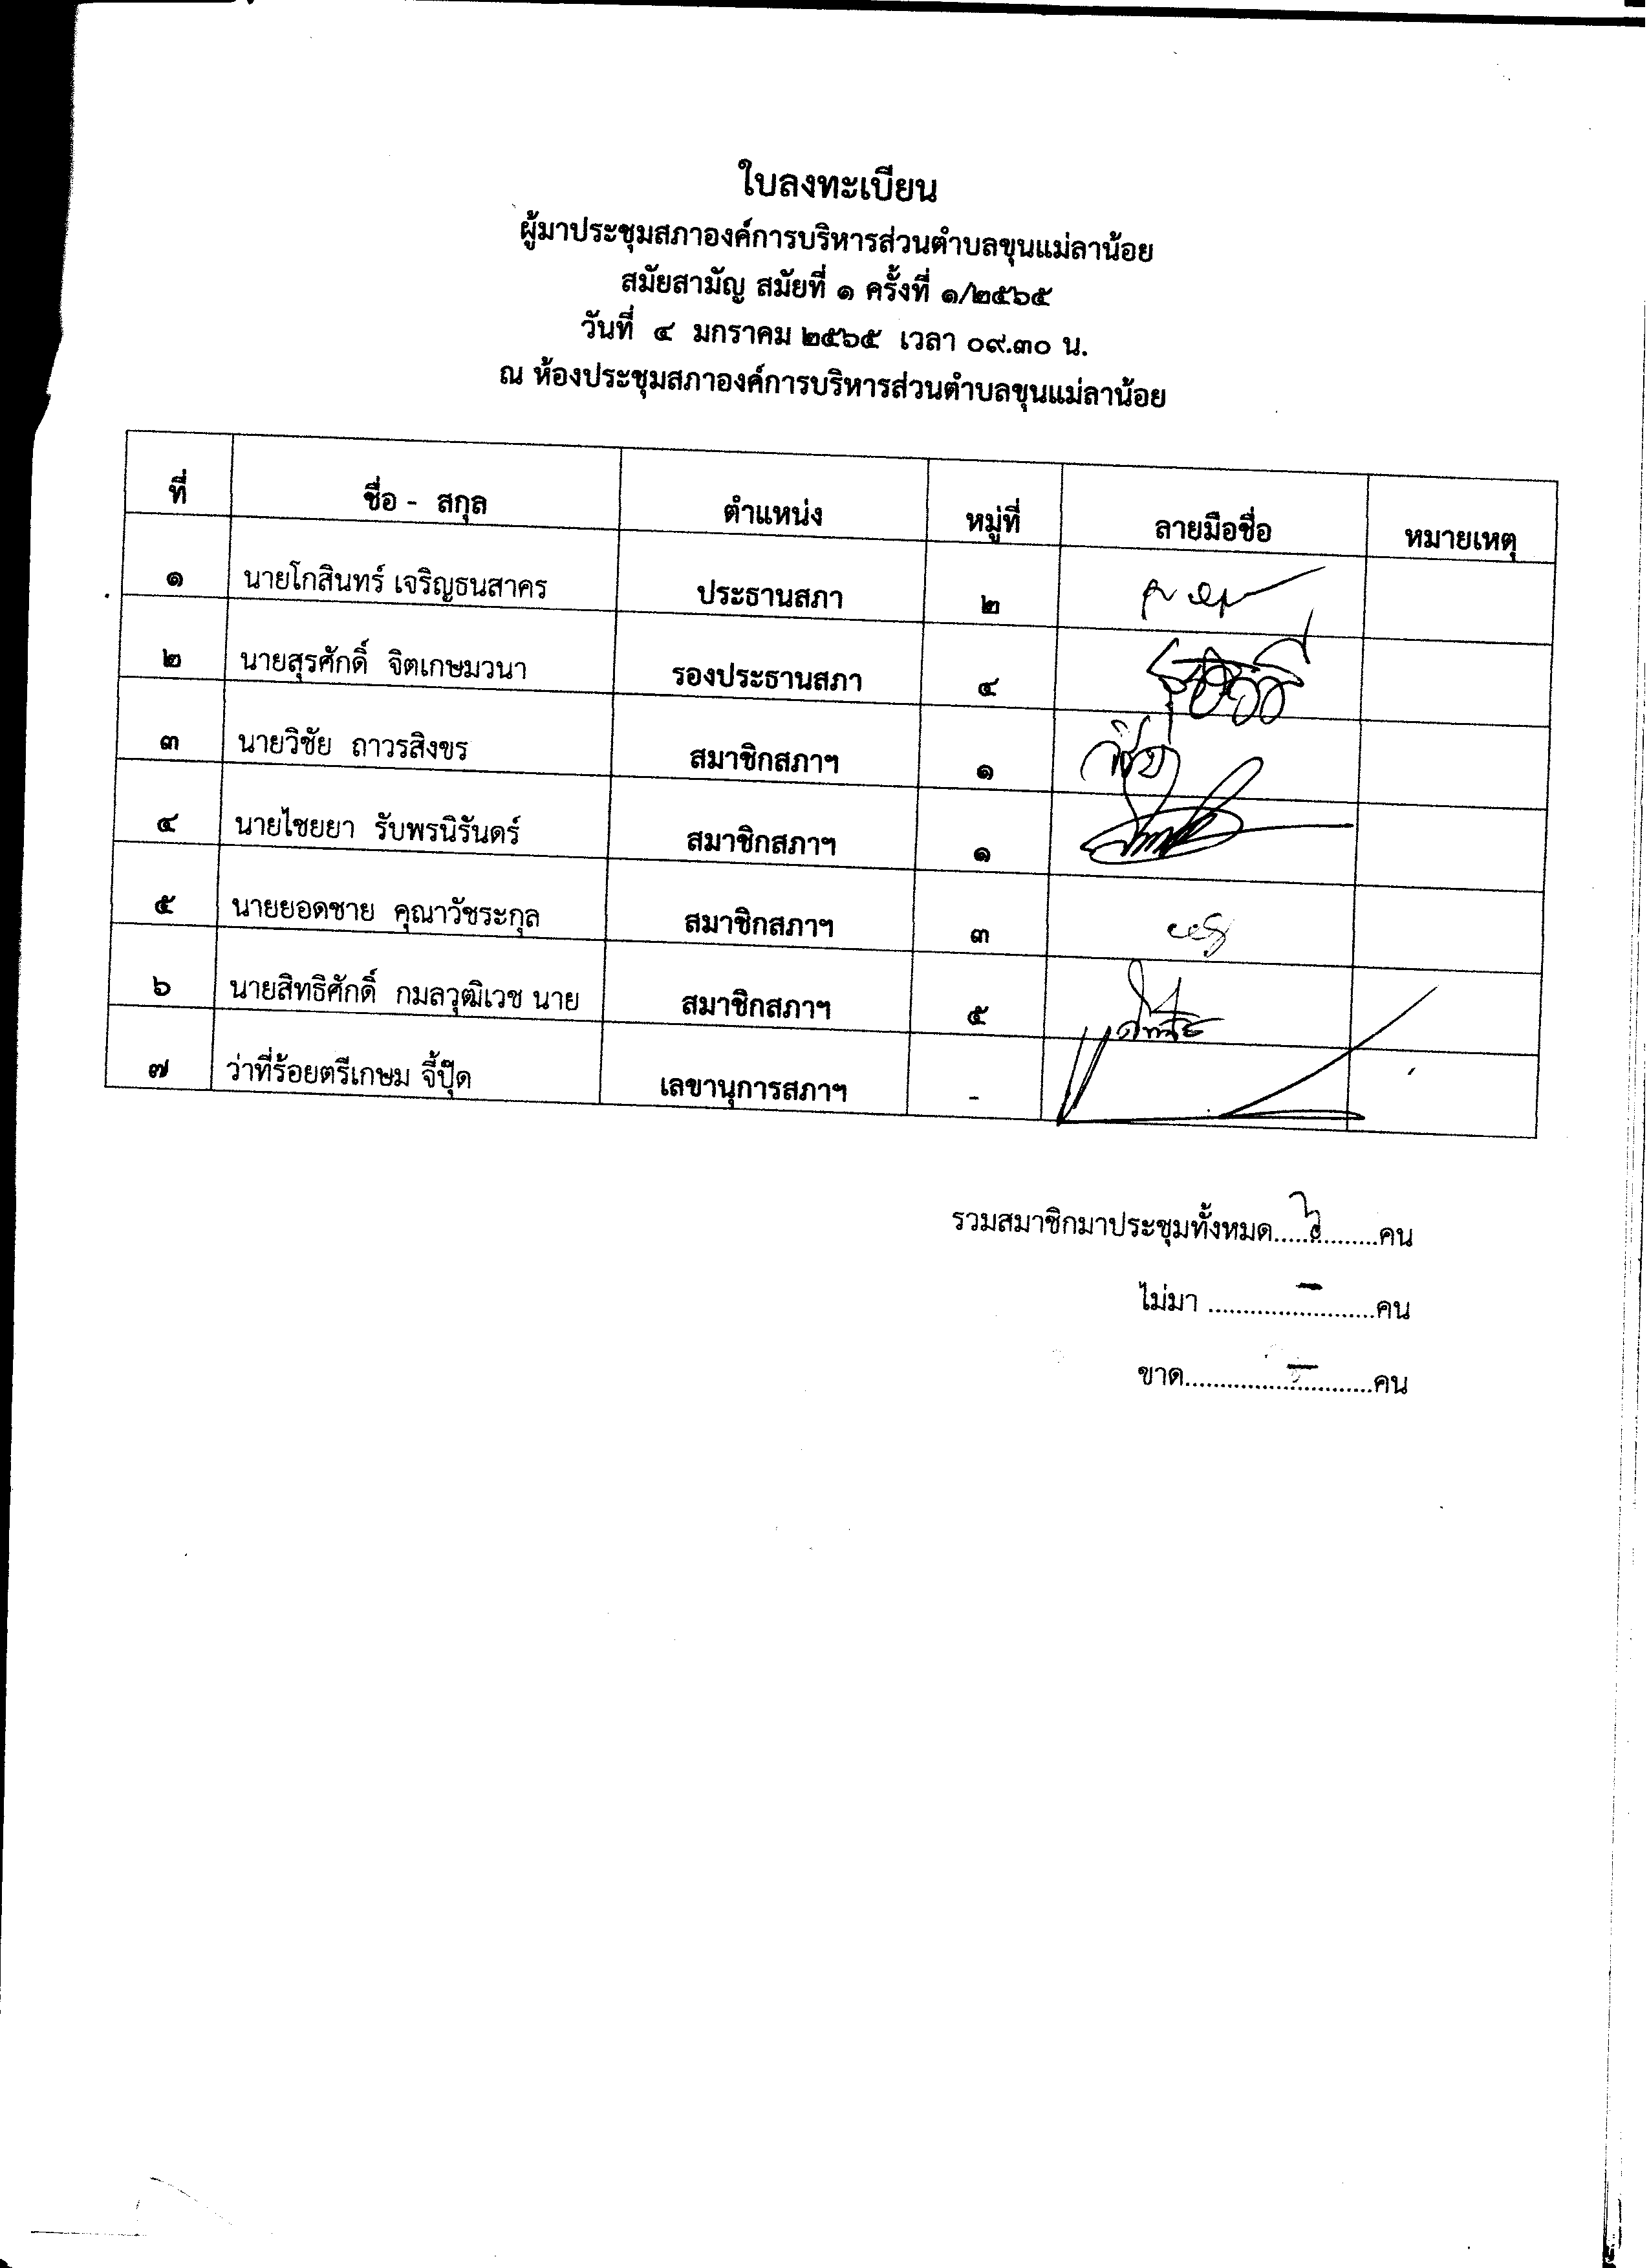 ใบลงทะเบียน
ผู้มาประชุมสภาองค์การบริหารส่วนตำบลขุนแม่ลาน้อย
สมัยสามัญ สมัยที่ ๑ ครั้งที่ ๑/๒๕๖๕
วันที่ ๔ มกราคม ๒๕๖๕ เวลา ๐๙.๓๐ น.
ณ ห้องประชุมสภาองค์การบริหารส่วนตำบลขุนแม่ลาน้อย
ที่ ชื่อ - สกุล ตำแหน่ง หมู่ที่ ลายมือชื่อ หมายเหตุ
๑ นายโกสินทร์ เจริญธนสาคร ประธานสภา ๒
๒ นายสุรศักดิ์ จิตเกษมวนา รองประธานสภา ๔
๓ นายวิชัย ถาวรสิงขร สมาชิกสภาฯ ๑
๔ นายไชยยา รับพรนิรันดร์ สมาชิกสภาฯ ๑
๕ นายยอดชาย คุณาวัชระกุล สมาชิกสภาฯ ๓
๖ นายสิทธิศักดิ์ กมลวุฒิเวช นาย สมาชิกสภาฯ ๕
๗ ว่าที่ร้อยตรีเกษม จี้ปุ๊ด เลขานุการสภาฯ -
รวมสมาชิกมาประชุมทั้งหมด.....๖.........คน
ไม่มา ............-...........คน
ขาด..............-............คน